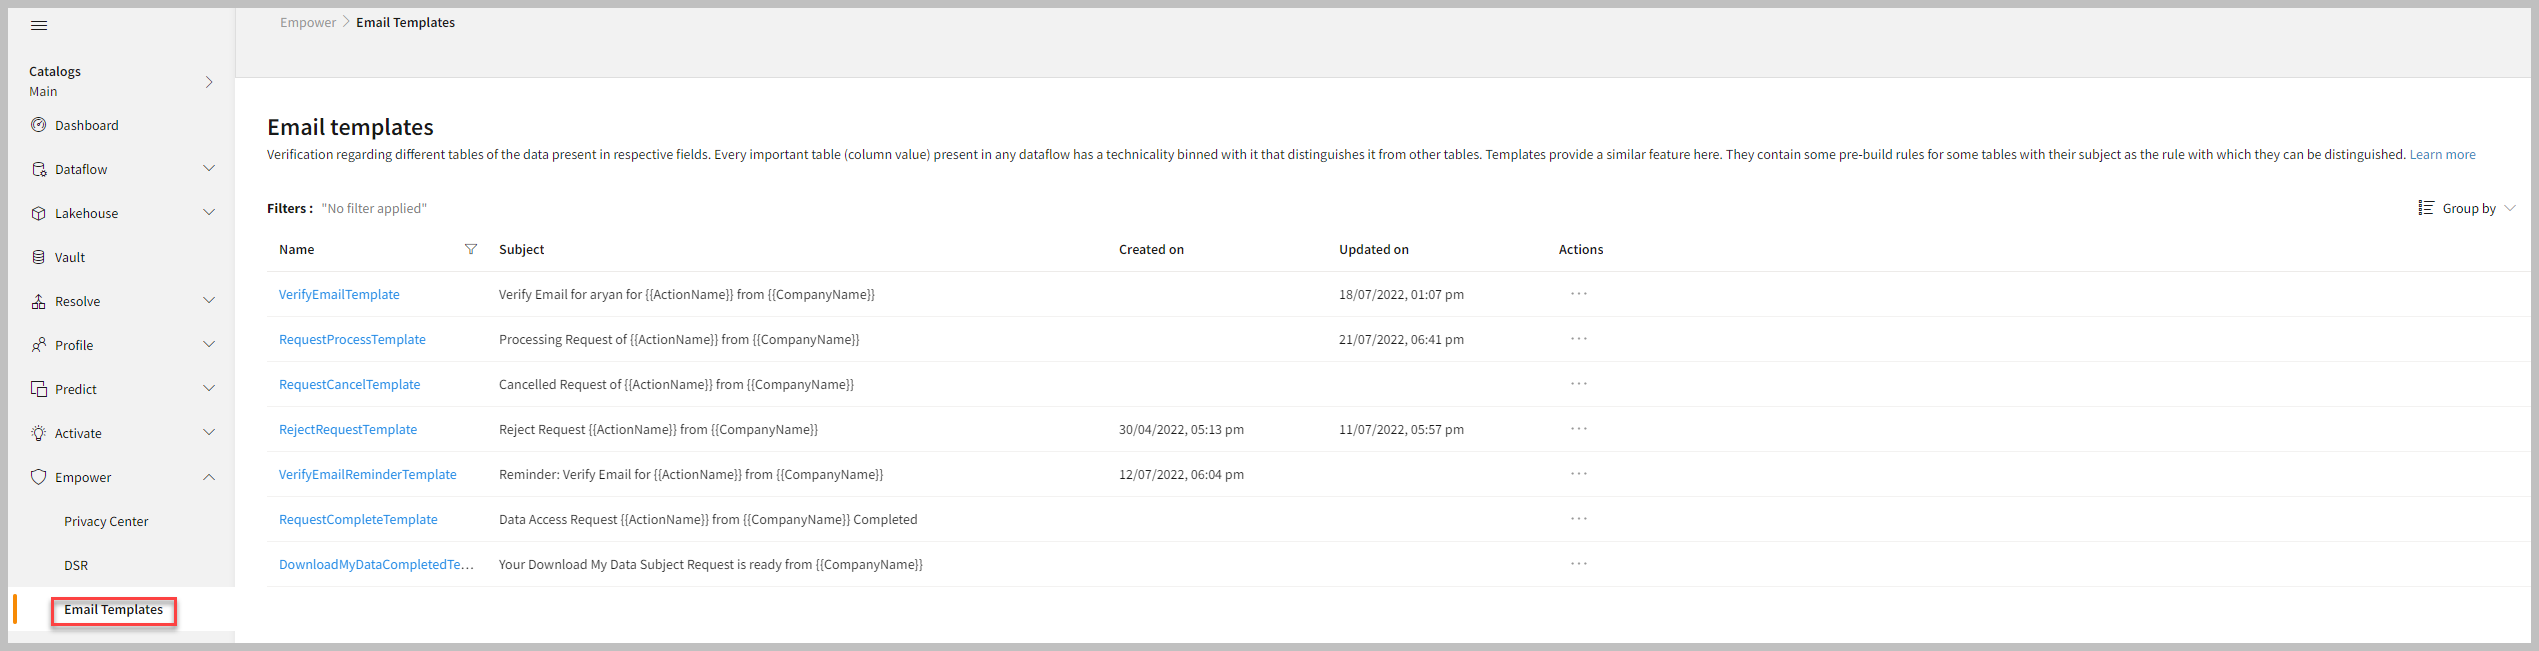 Empower > Email Templates
Catalogs
Main
Dashboard
Dataflow
Lakehouse
Vault
Resolve
Profile
Predict
Activate
Empower
Privacy Center
DSR
Email Templates
Email templates
Verification regarding different tables of the data present in respective fields. Every important table (column value) present in any dataflow has a technicality binned with it that distinguishes it from other tables. Templates provide a similar feature here. They contain some pre-build rules for some tables with their subject as the rule with which they can be distinguished. Learn more
Filters : "No filter applied" Group by
Name Subject Created on Updated on Actions
VerifyEmailTemplate Verify Email for aryan for {{ActionName}} from {{CompanyName}} 18/07/2022, 01:07 pm ...
RequestProcessTemplate Processing Request of {{ActionName}} from {{CompanyName}} 21/07/2022, 06:41 pm ...
RequestCancelTemplate Cancelled Request of {{ActionName}} from {{CompanyName}} ...
RejectRequestTemplate Reject Request {{ActionName}} from {{CompanyName}} 30/04/2022, 05:13 pm 11/07/2022, 05:57 pm ...
VerifyEmailReminderTemplate Reminder: Verify Email for {{ActionName}} from {{CompanyName}} 12/07/2022, 06:04 pm ...
RequestCompleteTemplate Data Access Request {{ActionName}} from {{CompanyName}} Completed ...
DownloadMyDataCompletedTe... Your Download My Data Subject Request is ready from {{CompanyName}} ...